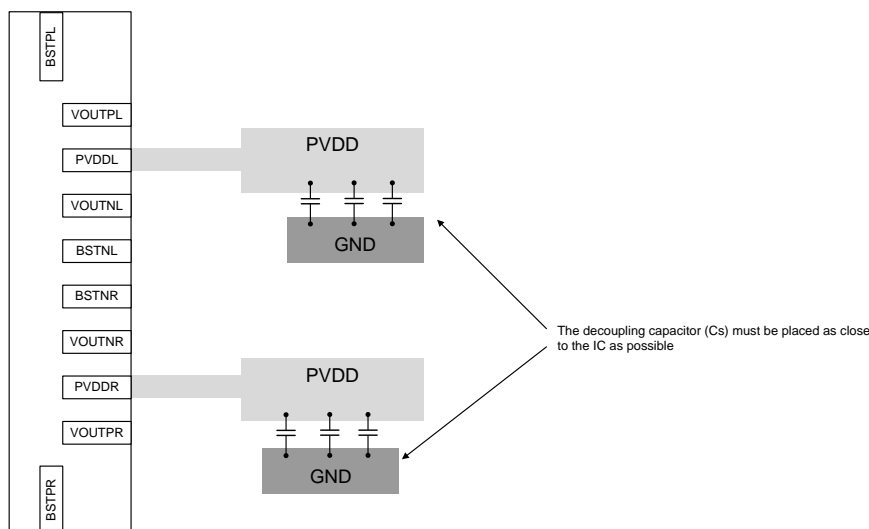 BSTPL
VOUTPL
PVDDL
VOUTNL
BSTNL
BSTNR
VOUTNR
PVDDR
VOUTPR
BSTPR
PVDD
GND
PVDD
GND
The decoupling capacitor (Cs) must be placed as close
to the IC as possible